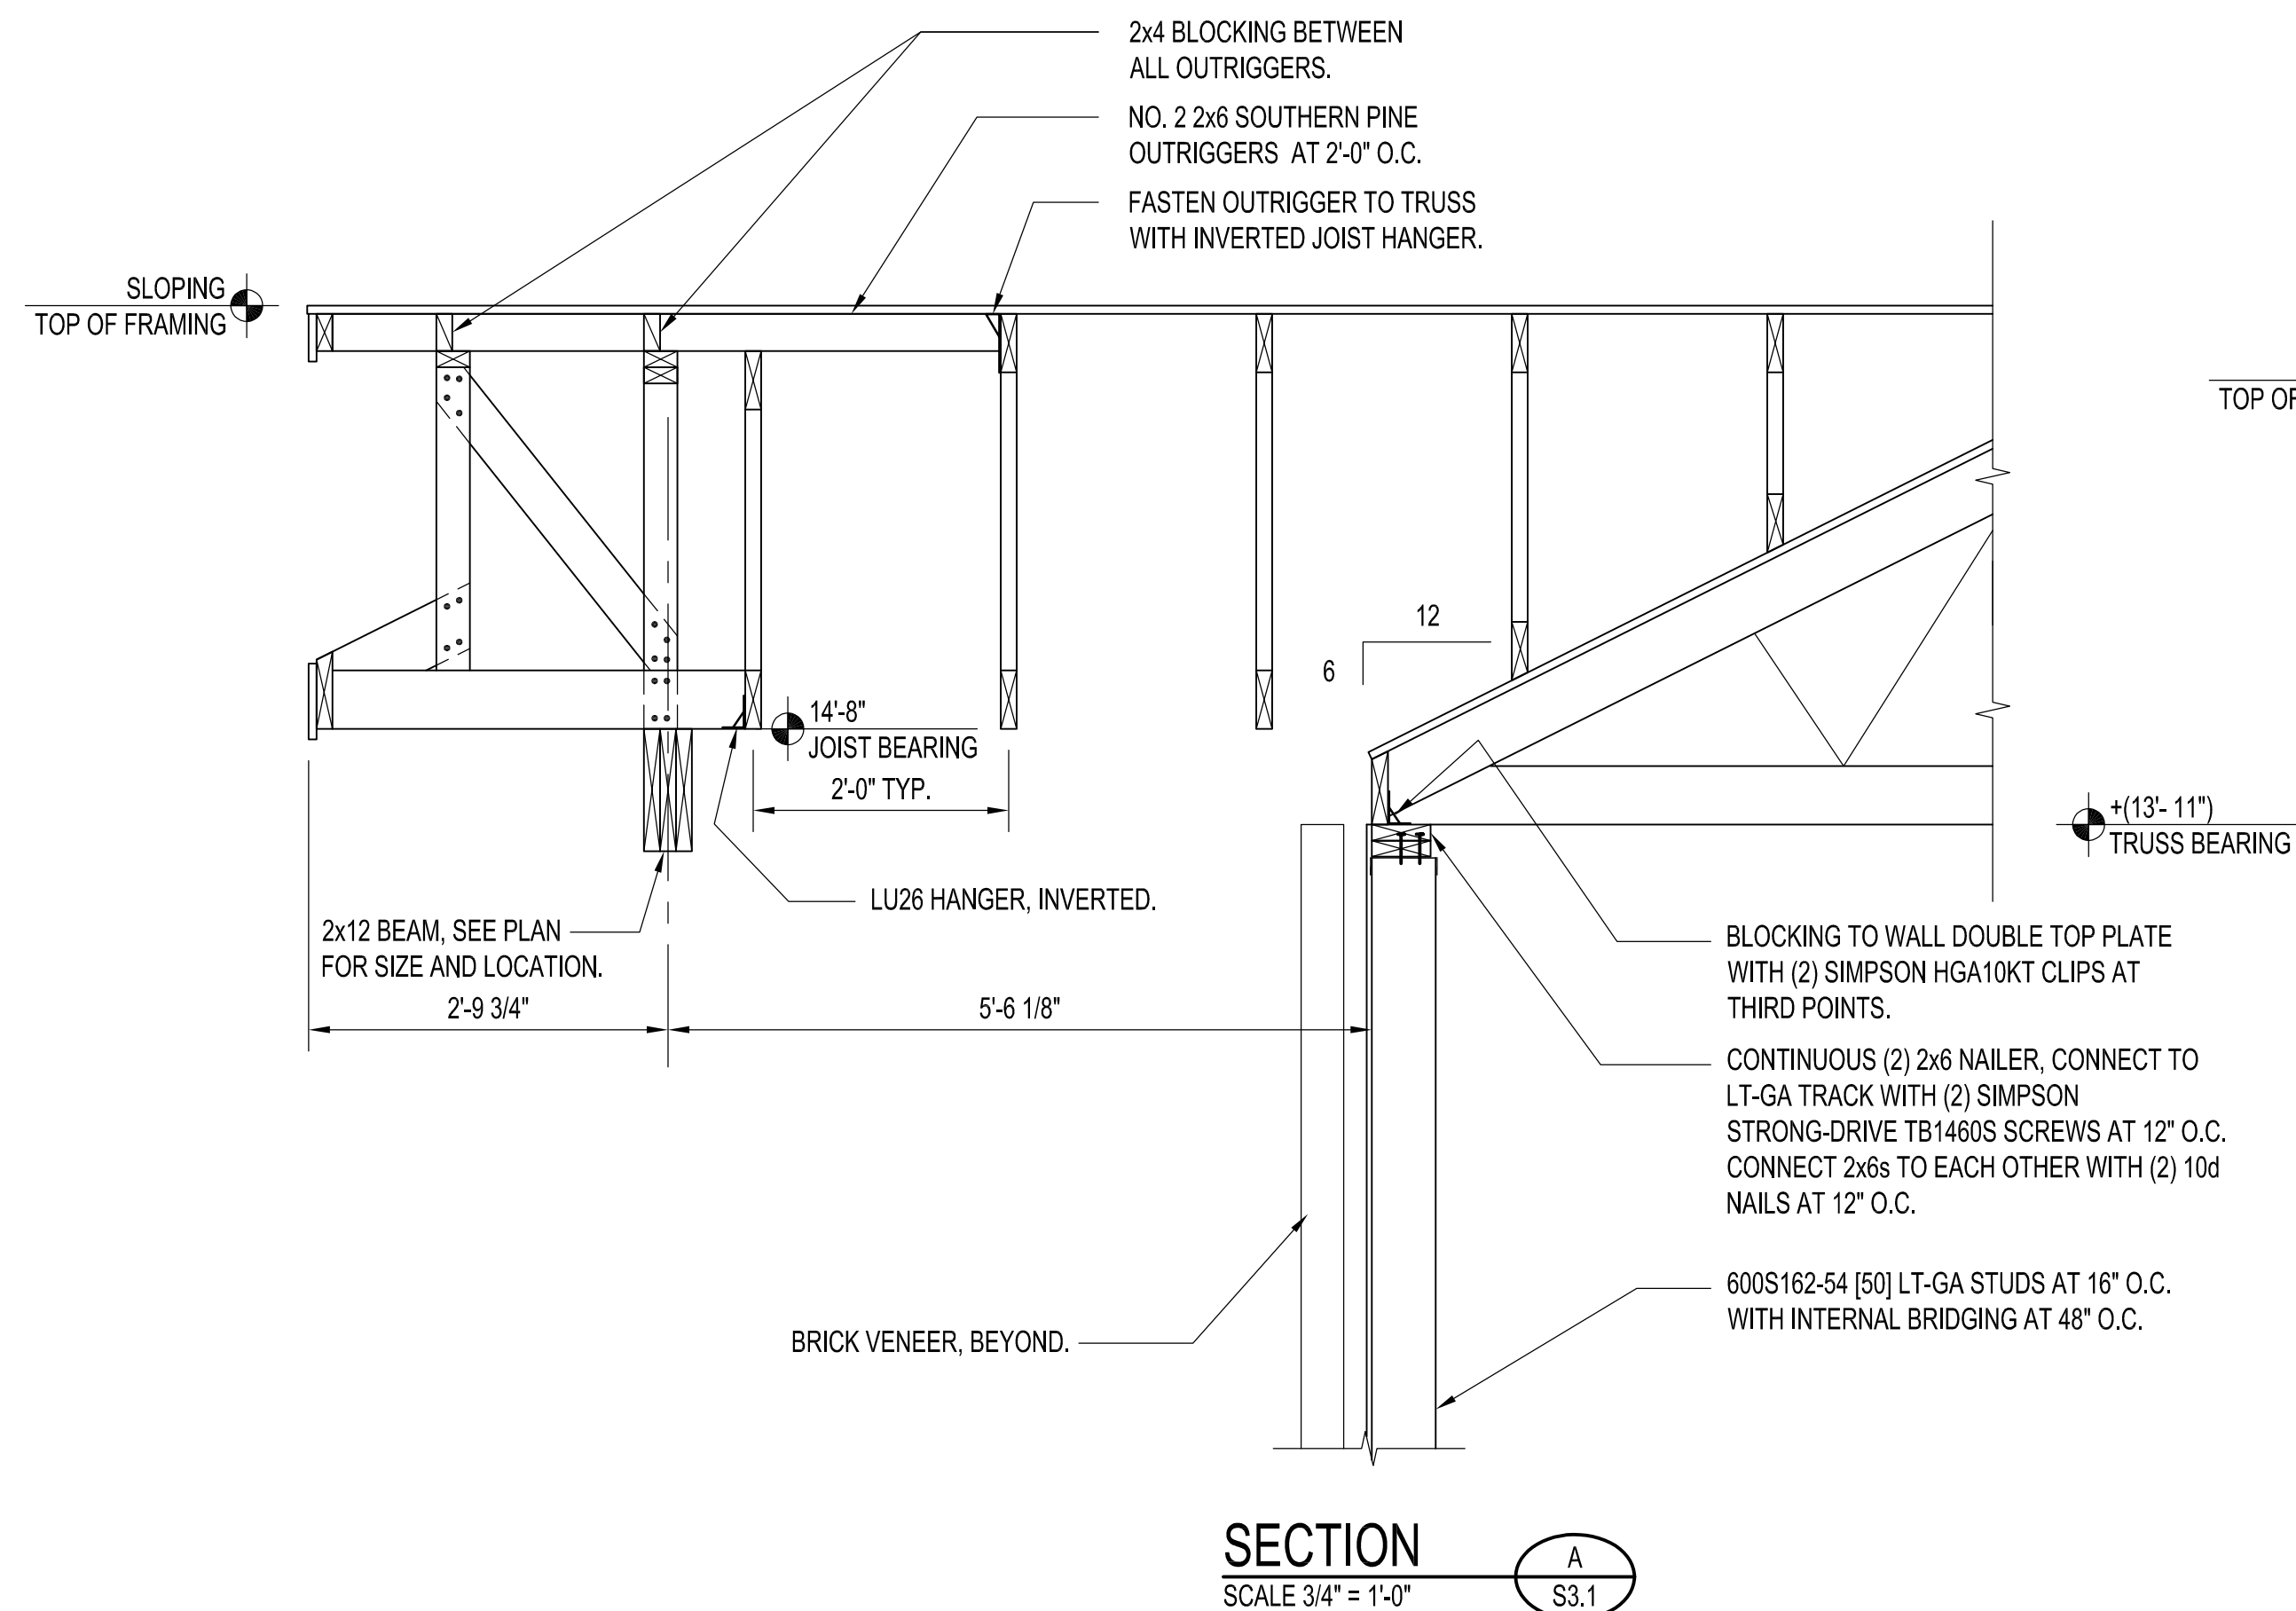 2x4 BLOCKING BETWEEN
ALL OUTRIGGERS.
NO. 2 2x6 SOUTHERN PINE
OUTRIGGERS AT 2'-0" O.C.
FASTEN OUTRIGGER TO TRUSS
WITH INVERTED JOIST HANGER.
SLOPING
TOP OF FRAMING
TOP OF
12
6
14'-8"
JOIST BEARING
2'-0" TYP.
+(13'- 11")
TRUSS BEARING
LU26 HANGER, INVERTED.
2x12 BEAM, SEE PLAN
FOR SIZE AND LOCATION.
2'-9 3/4"
5'-6 1/8"
BLOCKING TO WALL DOUBLE TOP PLATE
WITH (2) SIMPSON HGA10KT CLIPS AT
THIRD POINTS.
CONTINUOUS (2) 2x6 NAILER, CONNECT TO
LT-GA TRACK WITH (2) SIMPSON
STRONG-DRIVE TB1460S SCREWS AT 12" O.C.
CONNECT 2x6s TO EACH OTHER WITH (2) 10d
NAILS AT 12" O.C.
600S162-54 [50] LT-GA STUDS AT 16" O.C.
WITH INTERNAL BRIDGING AT 48" O.C.
BRICK VENEER, BEYOND.
SECTION
SCALE 3/4" = 1'-0"
A
S3.1